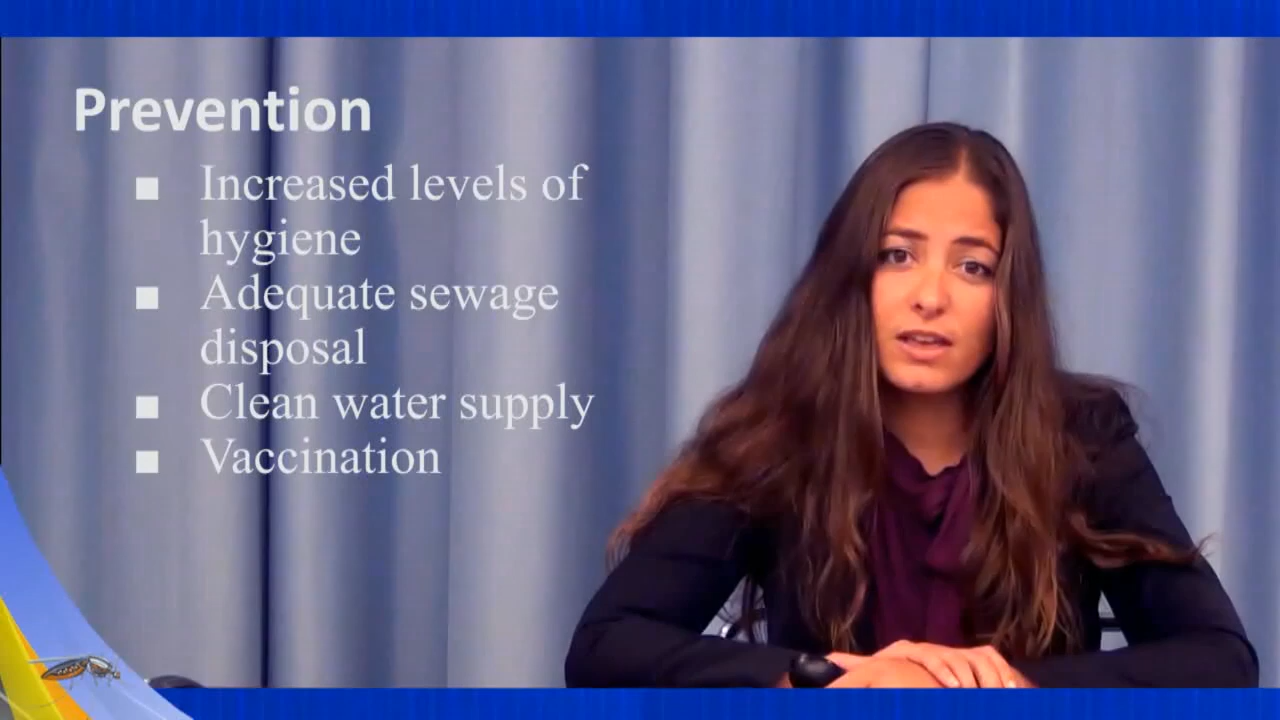 Prevention
■ Increased levels of
hygiene
■ Adequate sewage
disposal
■ Clean water supply
■ Vaccination